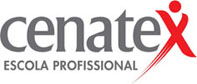 cenatex
ESCOLA PROFISSIONAL